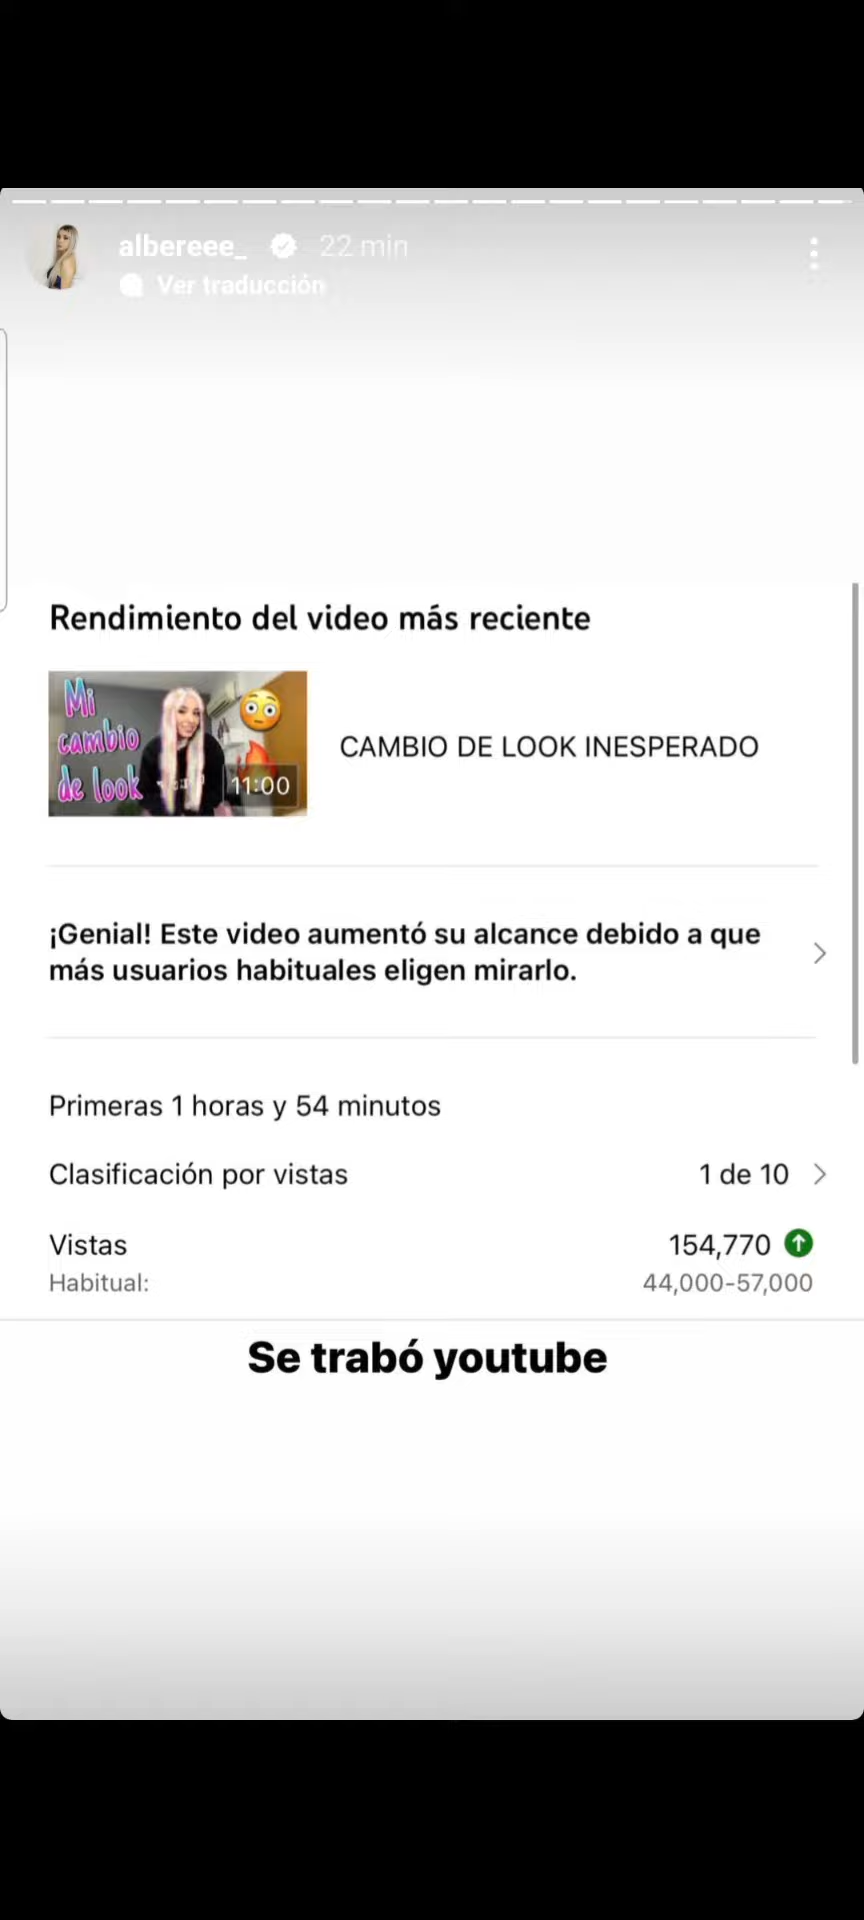 albereee_ 22 min
Ver traducción
Rendimiento del video más reciente
Mi
cambio
de look
11:00
CAMBIO DE LOOK INESPERADO
¡Genial! Este video aumentó su alcance debido a que
más usuarios habituales eligen mirarlo.
Primeras 1 horas y 54 minutos
Clasificación por vistas 1 de 10
Vistas 154,770
Habitual: 44,000-57,000
Se trabó youtube